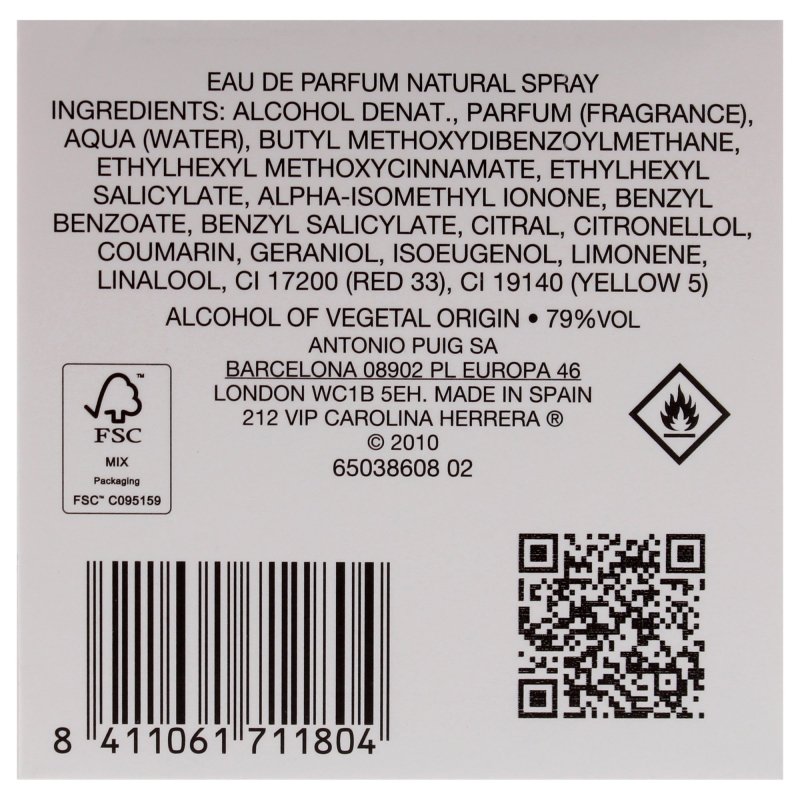 EAU DE PARFUM NATURAL SPRAY
INGREDIENTS: ALCOHOL DENAT., PARFUM (FRAGRANCE),
AQUA (WATER), BUTYL METHOXYDIBENZOYLMETHANE,
ETHYLHEXYL METHOXYCINNAMATE, ETHYLHEXYL
SALICYLATE, ALPHA-ISOMETHYL IONONE, BENZYL
BENZOATE, BENZYL SALICYLATE, CITRAL, CITRONELLOL,
COUMARIN, GERANIOL, ISOEUGENOL, LIMONENE,
LINALOOL, CI 17200 (RED 33), CI 19140 (YELLOW 5)
ALCOHOL OF VEGETAL ORIGIN • 79%VOL
ANTONIO PUIG SA
BARCELONA 08902 PL EUROPA 46
LONDON WC1B 5EH. MADE IN SPAIN
212 VIP CAROLINA HERRERA ®
© 2010
65038608 02
™
FSC
MIX
Packaging
FSC™ C095159
8 411061 711804